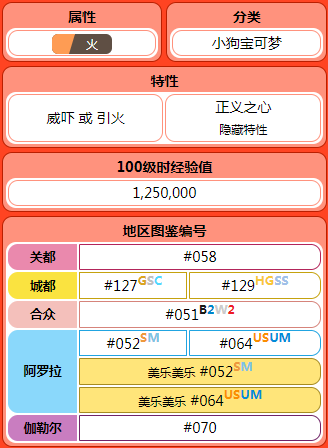 属性 分类
火 小狗宝可梦
特性
威吓 或 引火 正义之心
隐藏特性
100级时经验值
1,250,000
地区图鉴编号
关都 #058
城都 #127GSC #129HGSS
合众 #051B2W2
阿罗拉 #052SM #064USUM
美乐美乐 #052SM
美乐美乐 #064USUM
伽勒尔 #070